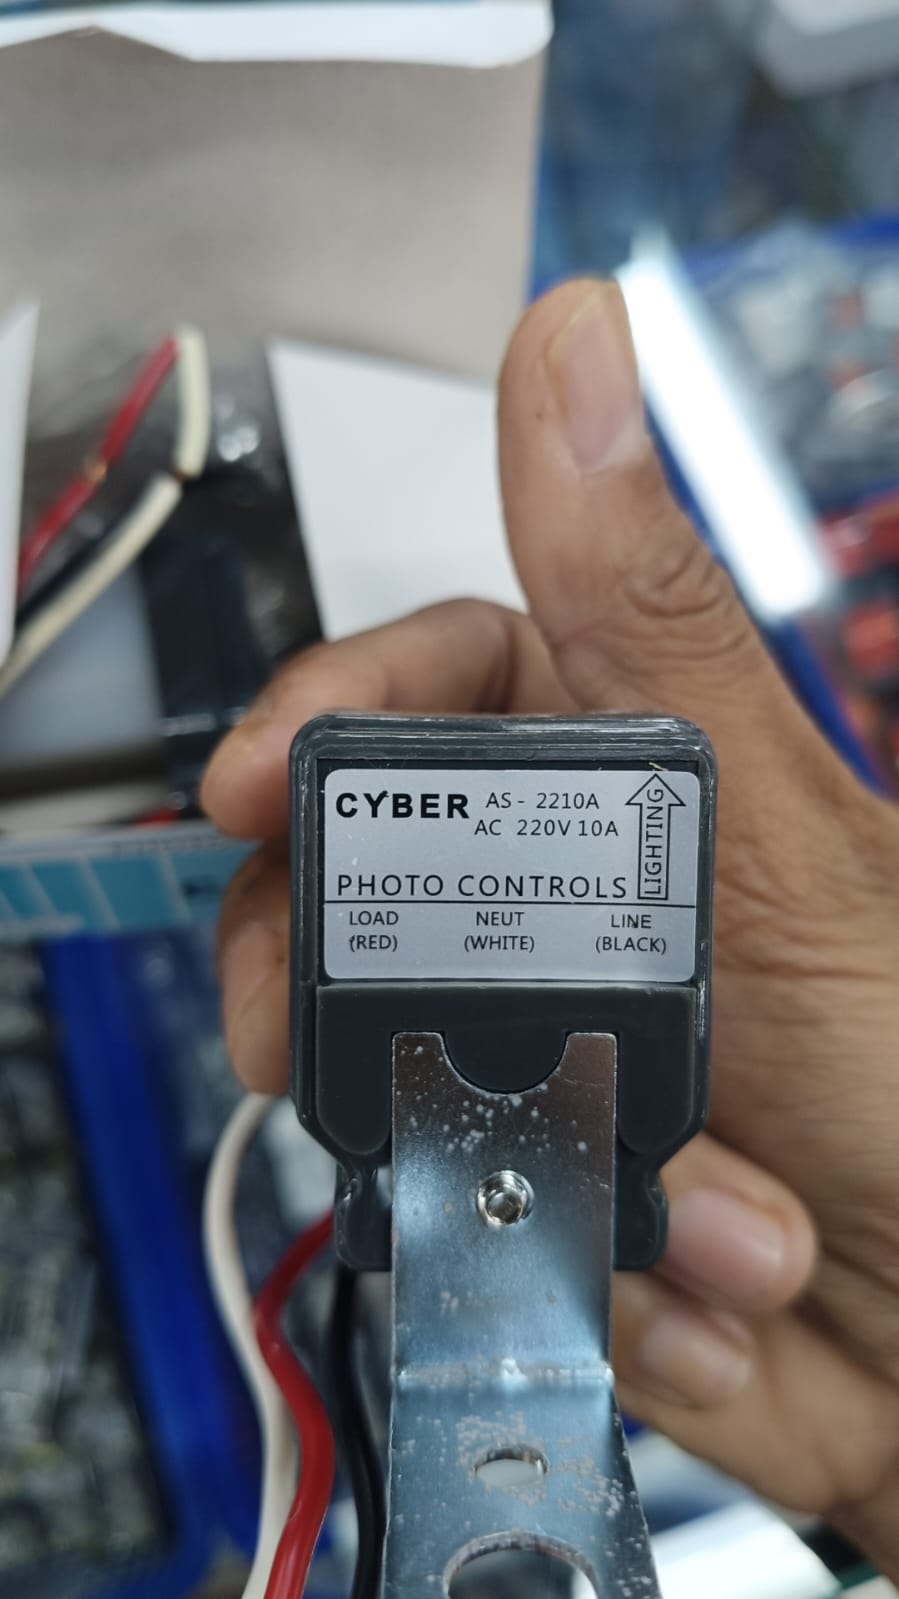 CYBER AS - 2210A
AC 220V 10A
LIGHTING
PHOTO CONTROLS
LOAD NEUT LINE
(RED) (WHITE) (BLACK)